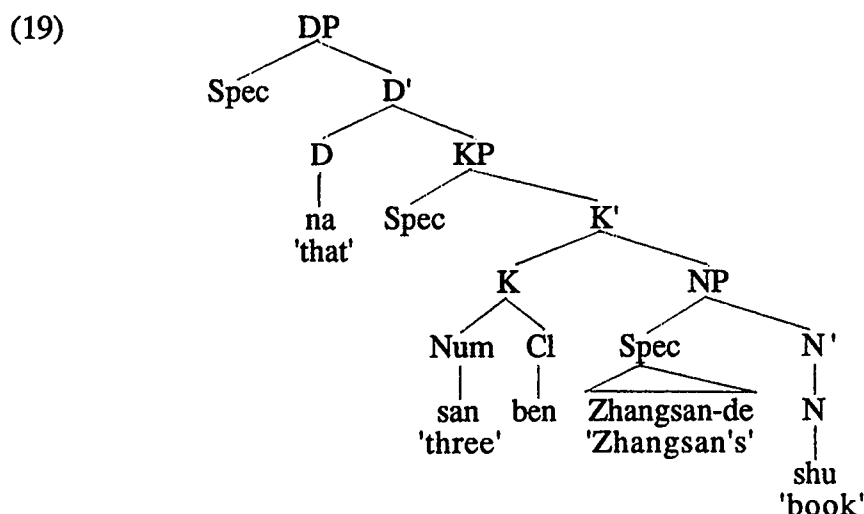 (19) DP
Spec D'
D KP
na Spec K'
'that'
K NP
Num Cl Spec N'
san ben Zhangsan-de N
'three' 'Zhangsan's'
shu
'book'